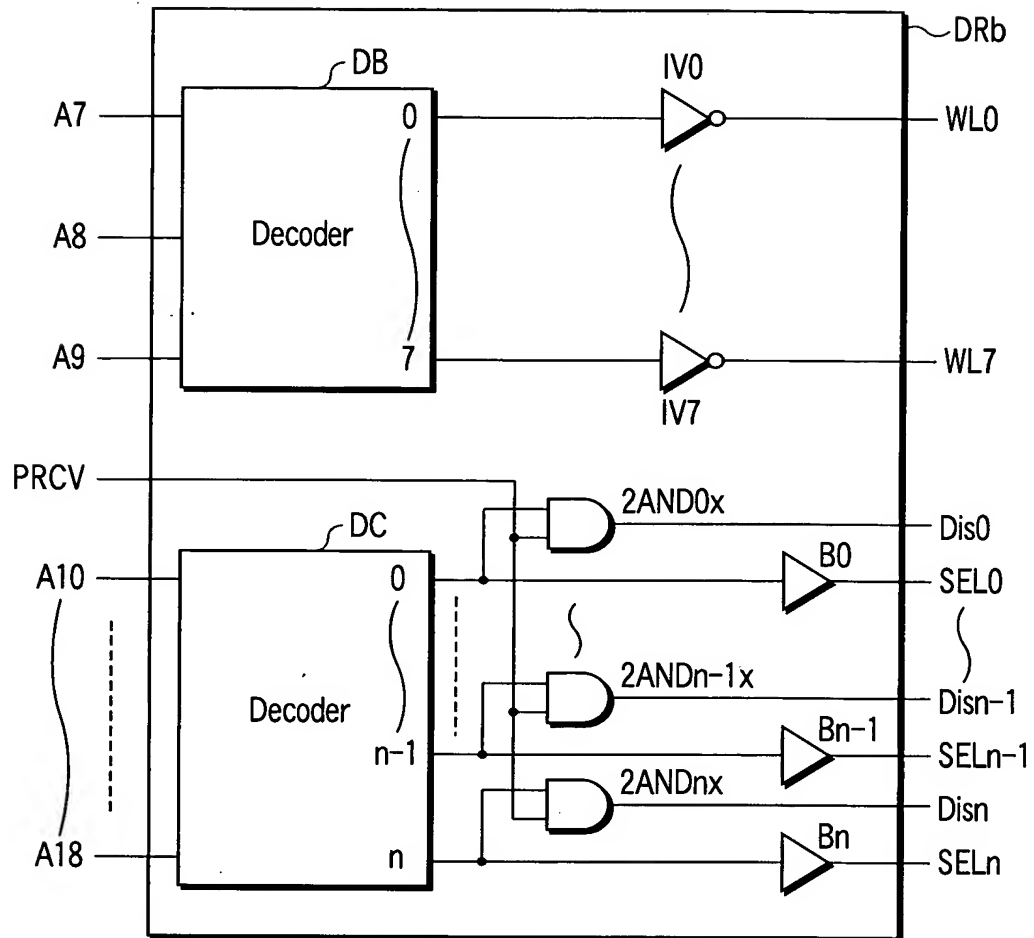 DRb
DB
IV0
A7
0
WL0
A8
Decoder
A9
7
WL7
IV7
PRCV
DC
2AND0x
Dis0
A10
0
B0
SEL0
Decoder
2ANDn-1x
Disn-1
n-1
Bn-1
SELn-1
2ANDnx
Disn
A18
n
Bn
SELn